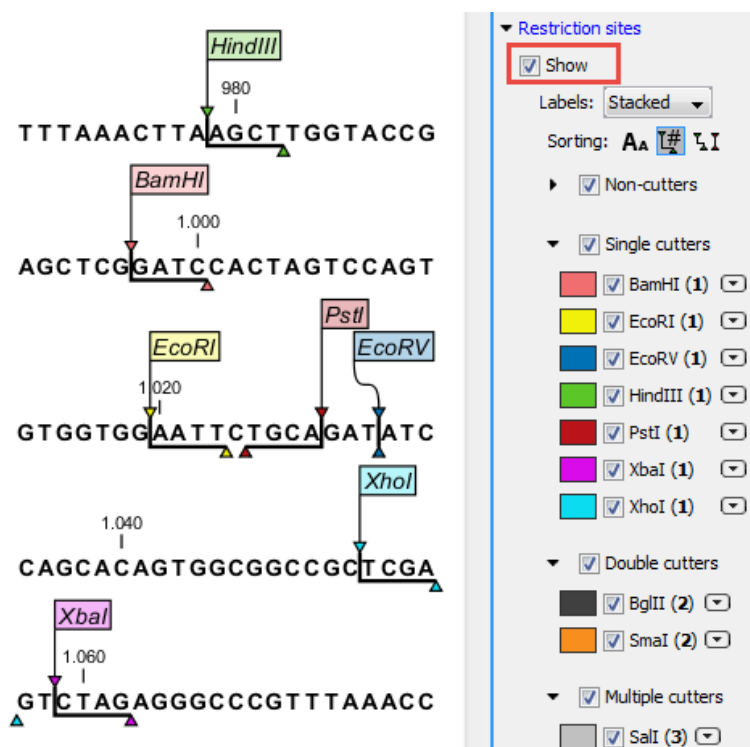 HindIII
980
TTTAAACTTAAGCTTGGTACCG
BamHI
1.000
AGCTCGGATCCACTAGTCCAGT
PstI
EcoRI
EcoRV
1.020
GTGGTGGAATTCTGCAGATATC
XhoI
1.040
CAGCACAGTGGCGGCCGCTCGA
XbaI
1.060
GTCTAGAGGGCCCGTTTAAACC
Restriction sites
Show
Labels: Stacked
Sorting: AA #
Non-cutters
Single cutters
BamHI (1)
EcoRI (1)
EcoRV (1)
HindIII (1)
PstI (1)
XbaI (1)
XhoI (1)
Double cutters
BglII (2)
SmaI (2)
Multiple cutters
SalI (3)